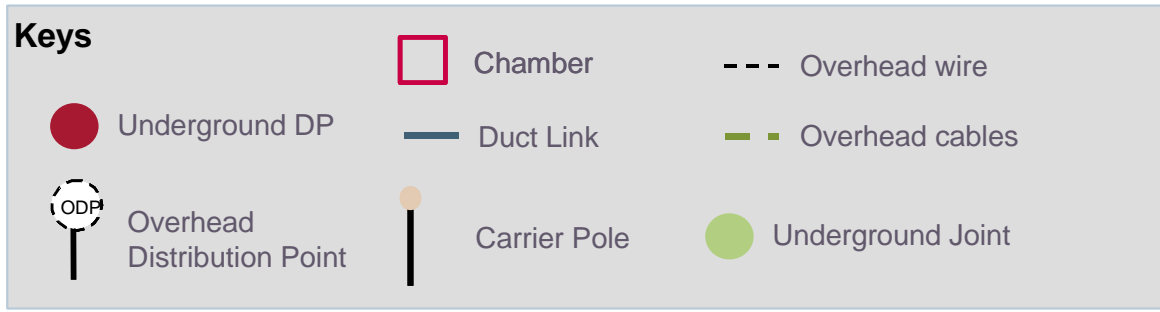 Keys
Chamber
Overhead wire
Underground DP
Duct Link
Overhead cables
ODP
Overhead
Distribution Point
Carrier Pole
Underground Joint